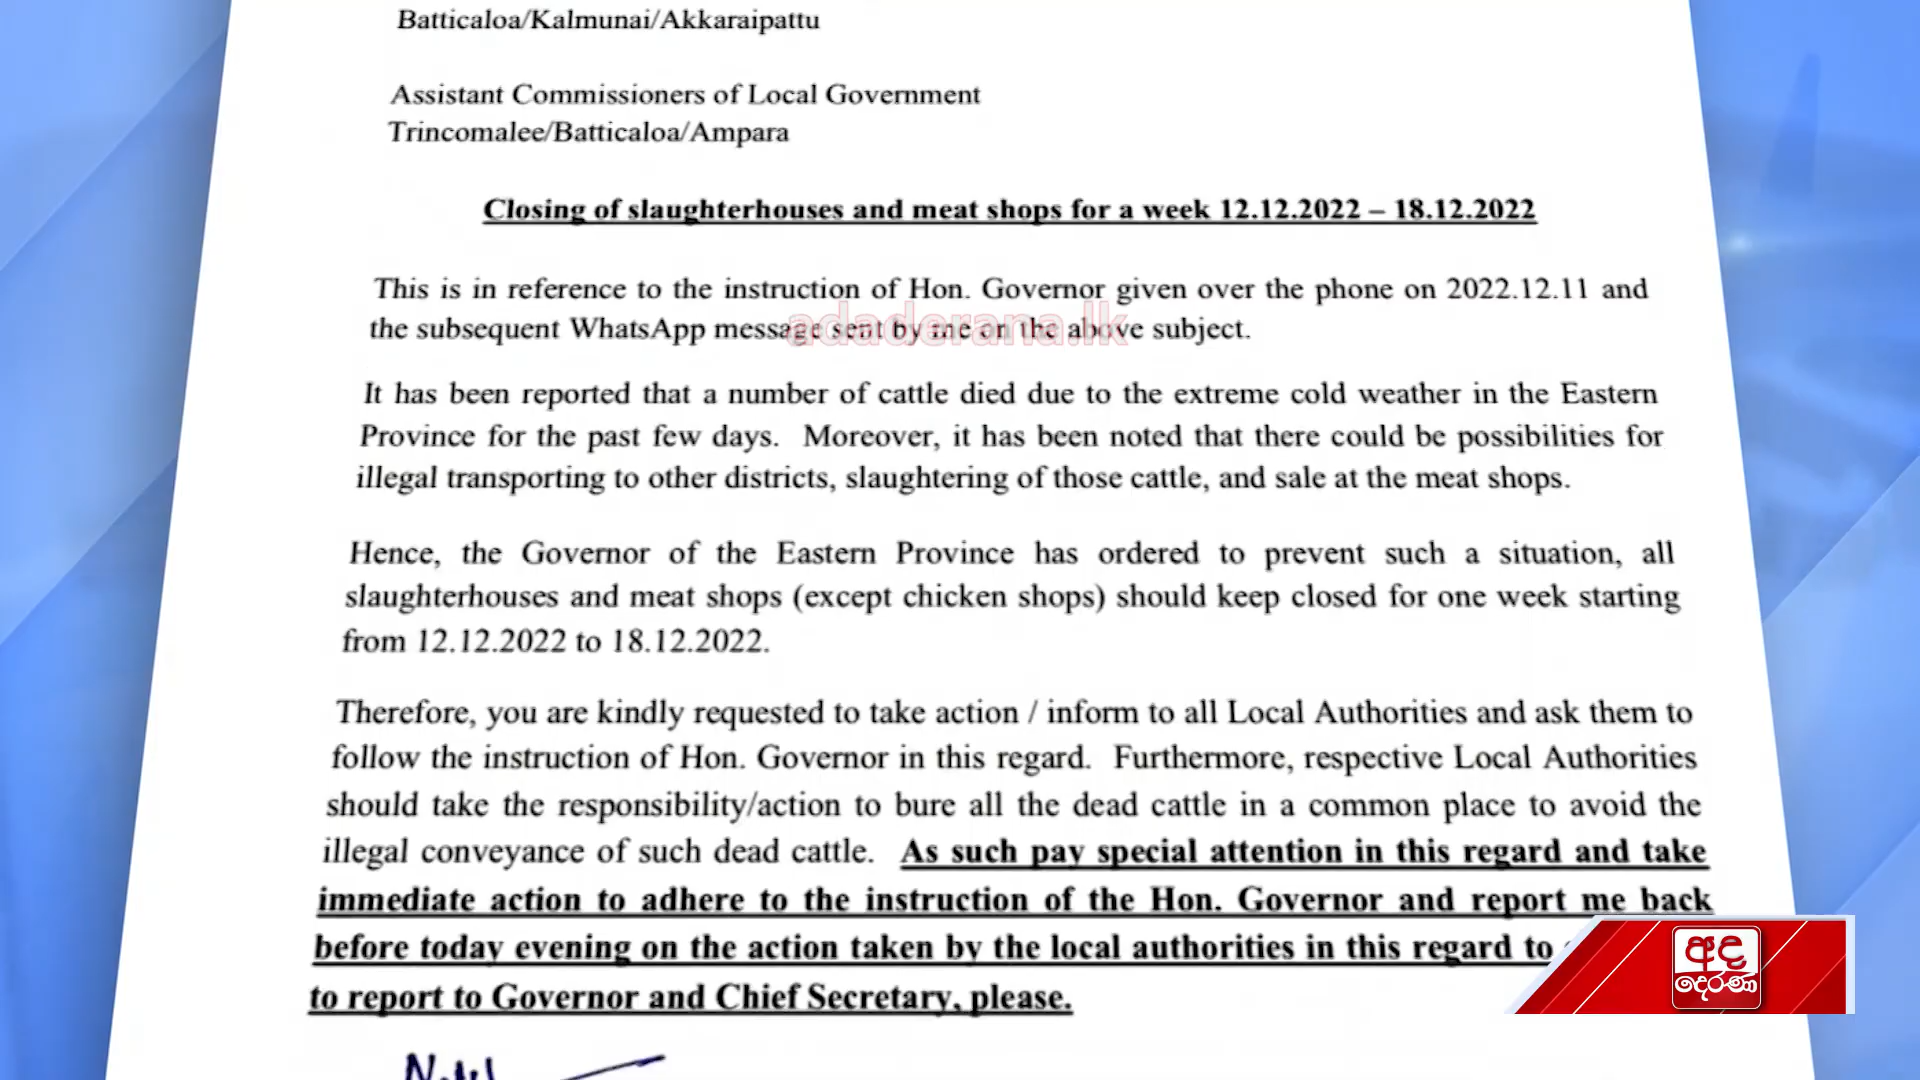 Batticaloa/Kalmunai/Akkaraipattu
Assistant Commissioners of Local Government
Trincomalee/Batticaloa/Ampara
Closing of slaughterhouses and meat shops for a week 12.12.2022 – 18.12.2022
This is in reference to the instruction of Hon. Governor given over the phone on 2022.12.11 and
the subsequent WhatsApp message sent by me on the above subject.
adaderana.lk
It has been reported that a number of cattle died due to the extreme cold weather in the Eastern
Province for the past few days. Moreover, it has been noted that there could be possibilities for
illegal transporting to other districts, slaughtering of those cattle, and sale at the meat shops.
Hence, the Governor of the Eastern Province has ordered to prevent such a situation, all
slaughterhouses and meat shops (except chicken shops) should keep closed for one week starting
from 12.12.2022 to 18.12.2022.
Therefore, you are kindly requested to take action / inform to all Local Authorities and ask them to
follow the instruction of Hon. Governor in this regard. Furthermore, respective Local Authorities
should take the responsibility/action to bure all the dead cattle in a common place to avoid the
illegal conveyance of such dead cattle. As such pay special attention in this regard and take
immediate action to adhere to the instruction of the Hon. Governor and report me back
before today evening on the action taken by the local authorities in this regard to
to report to Governor and Chief Secretary, please.
අද
දෙරණ